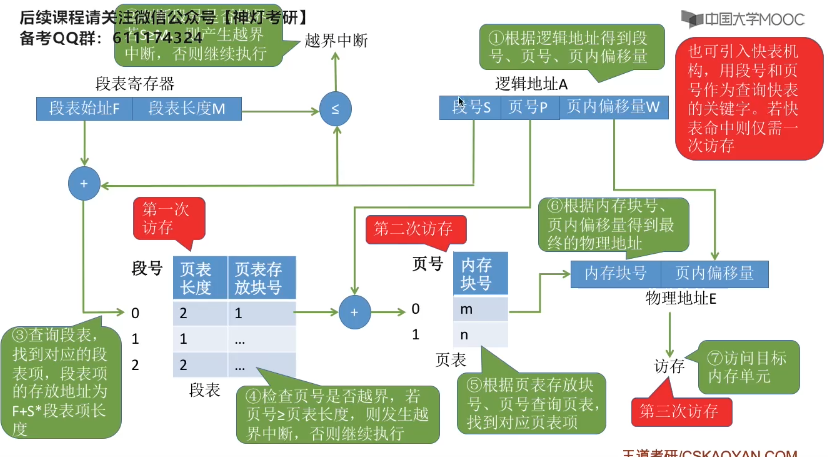 后续课程请关注微信公众号【神灯考研】
备考QQ群：611174324
则产生越界
中断，否则继续执行
越界中断
中国大学MOOC
①根据逻辑地址得到段
号、页号、页内偏移量
也可引入快表机
构，用段号和页
号作为查询快表
的关键字。若快
表命中则仅需一
次访存
段表寄存器
段表始址F
段表长度M
≤
逻辑地址A
段号S
页号P
页内偏移量W
+
第一次
访存
第二次访存
⑥根据内存块号、
页内偏移量得到最
终的物理地址
段号
页表
长度
页表存
放块号
0
2
1
1
1
...
2
2
...
段表
+
页号
内存
块号
0
m
1
n
页表
内存块号
页内偏移量
物理地址E
③查询段表，
找到对应的段
表项，段表项
的存放地址为
F+S*段表项长
度
④检查页号是否越界，若
页号≥页表长度，则发生越
界中断，否则继续执行
⑤根据页表存放块
号、页号查询页表，
找到对应页表项
访存
⑦访问目标
内存单元
第三次访存
王道考研/CSKAOYAN.COM